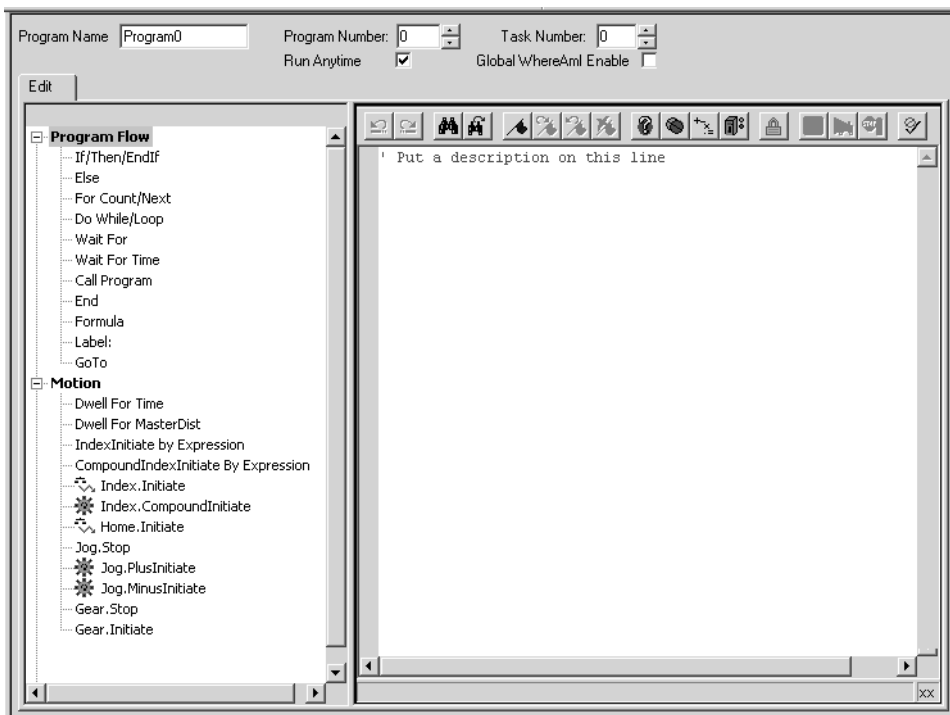 Program Name Program0 Program Number: 0 Task Number: 0
Run Anytime Global WhereAmI Enable
Edit
Program Flow
If/Then/EndIf
Else
For Count/Next
Do While/Loop
Wait For
Wait For Time
Call Program
End
Formula
Label:
GoTo
Motion
Dwell For Time
Dwell For MasterDist
IndexInitiate by Expression
CompoundIndexInitiate By Expression
Index.Initiate
Index.CompoundInitiate
Home.Initiate
Jog.Stop
Jog.PlusInitiate
Jog.MinusInitiate
Gear.Stop
Gear.Initiate
' Put a description on this line
xx